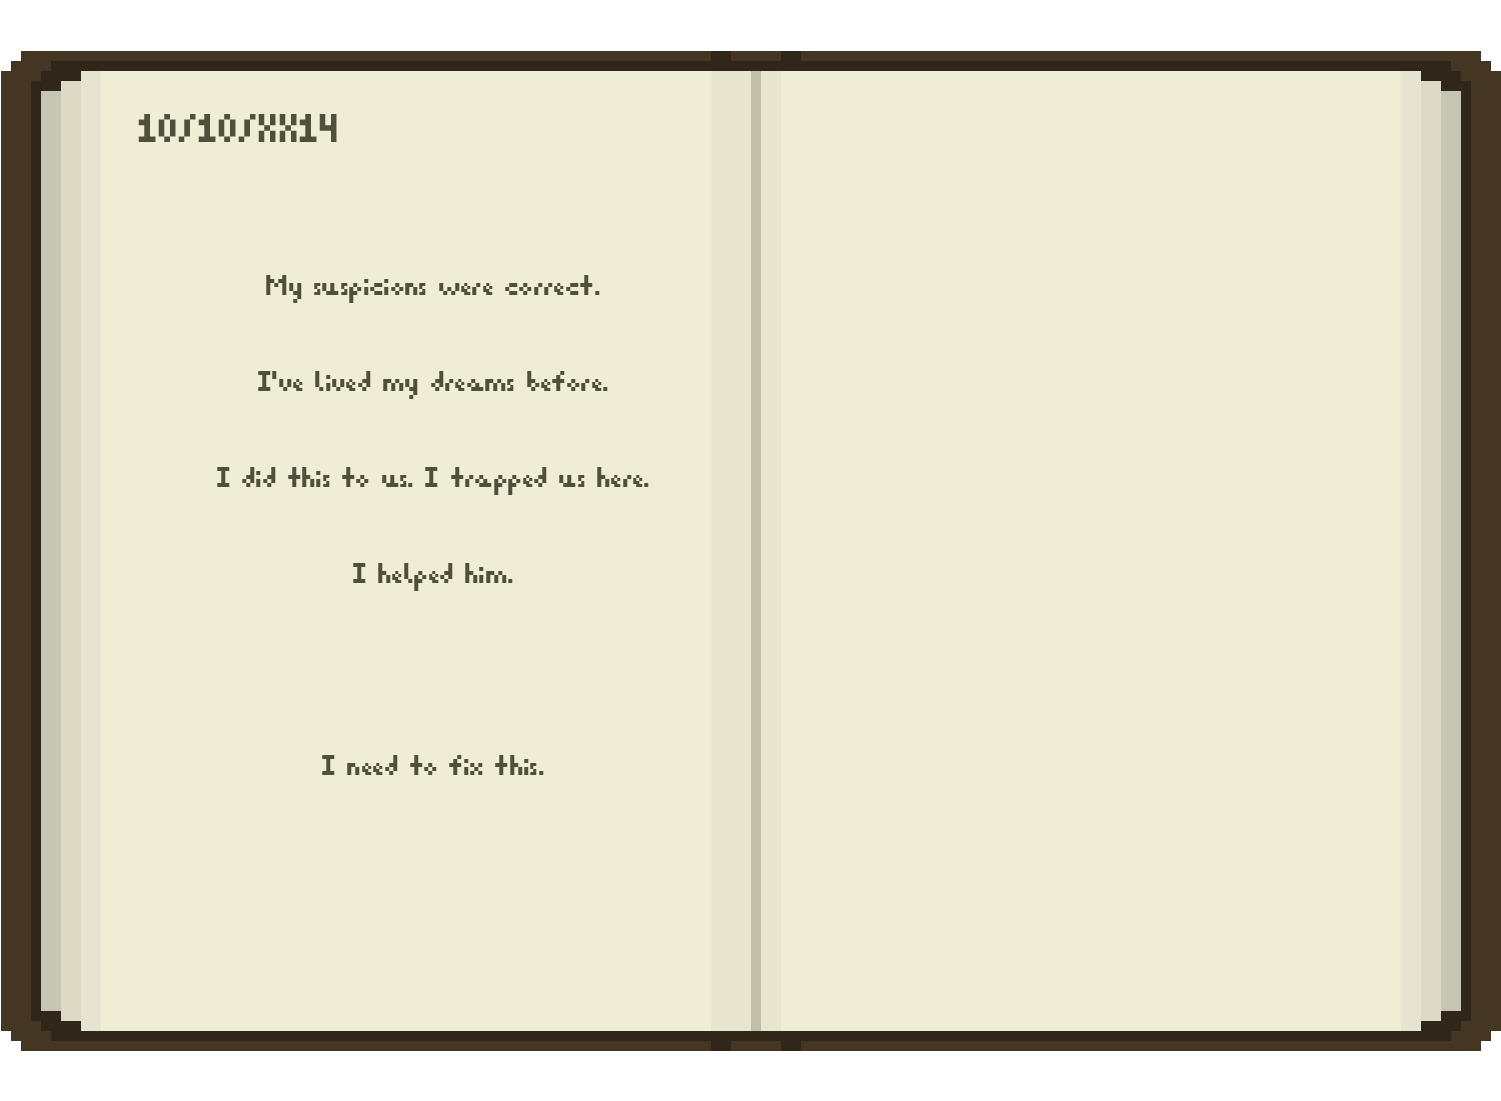 10/10/XX14
My suspicions were correct.
I've lived my dreams before.
I did this to us. I trapped us here.
I helped him.
I need to fix this.